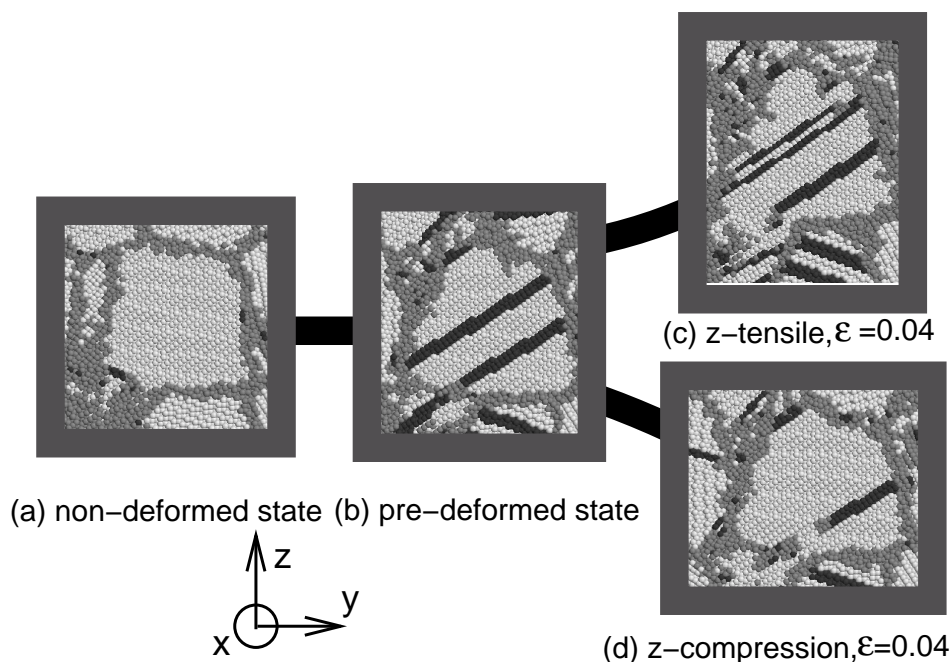 (c) z−tensile,ε =0.04
(a) non−deformed state (b) pre−deformed state
z
y
x
(d) z−compression,ε=0.04